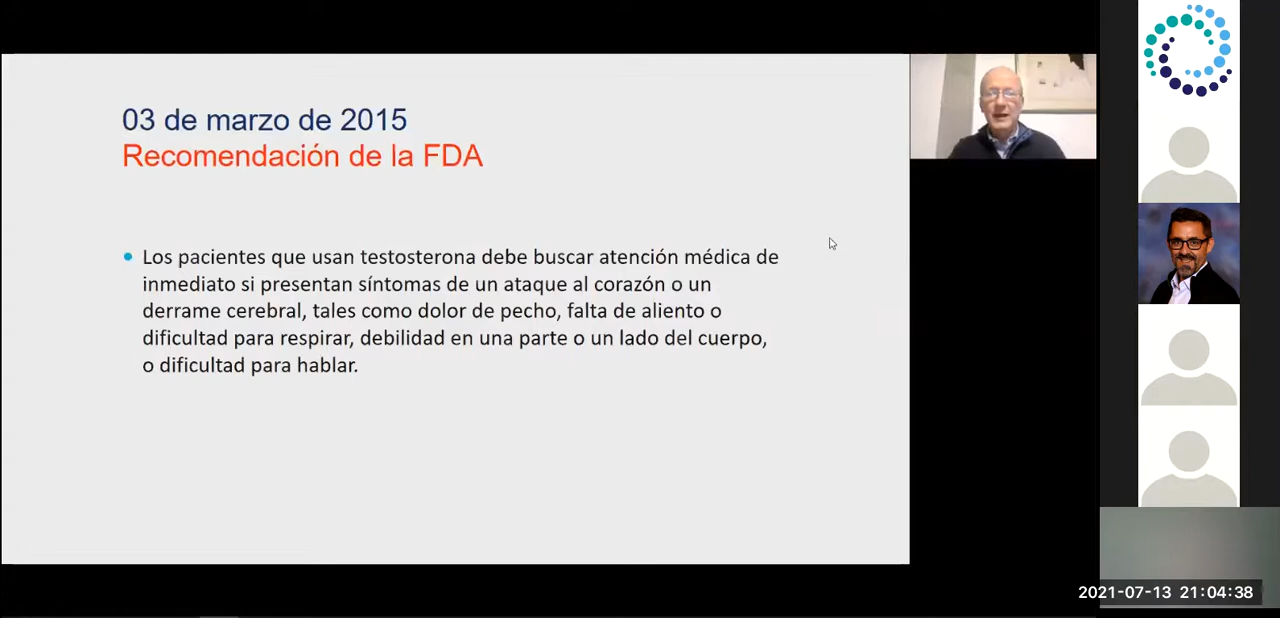 03 de marzo de 2015
Recomendación de la FDA
Los pacientes que usan testosterona debe buscar atención médica de
inmediato si presentan síntomas de un ataque al corazón o un
derrame cerebral, tales como dolor de pecho, falta de aliento o
dificultad para respirar, debilidad en una parte o un lado del cuerpo,
o dificultad para hablar.
2021-07-13 21:04:38